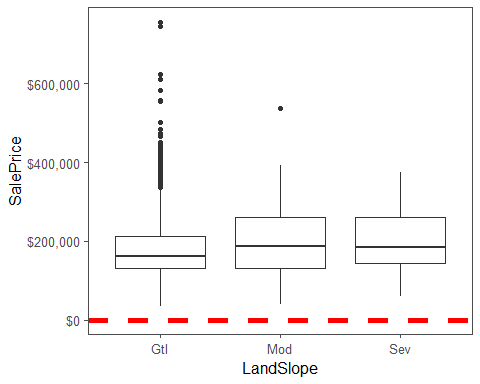 SalePrice
$600,000
$400,000
$200,000
$0
Gtl
Mod
Sev
LandSlope